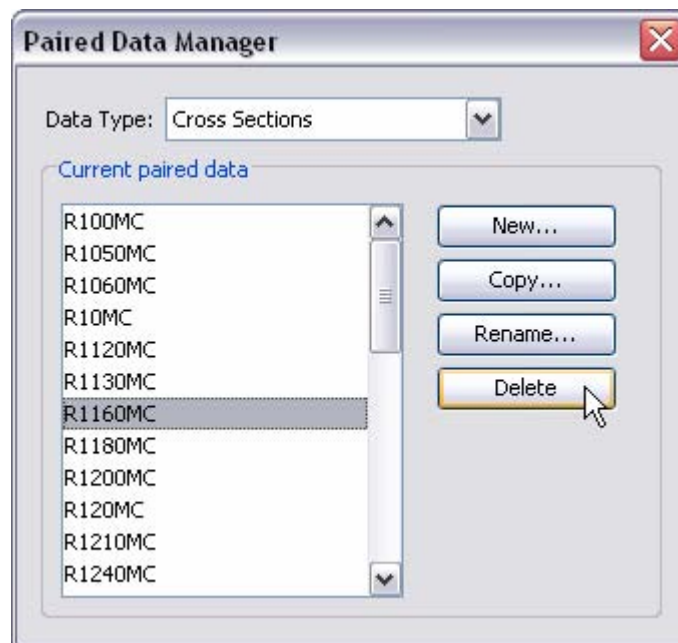 Paired Data Manager
Data Type: Cross Sections
Current paired data
R100MC
R1050MC
R1060MC
R10MC
R1120MC
R1130MC
R1160MC
R1180MC
R1200MC
R120MC
R1210MC
R1240MC
New...
Copy...
Rename...
Delete